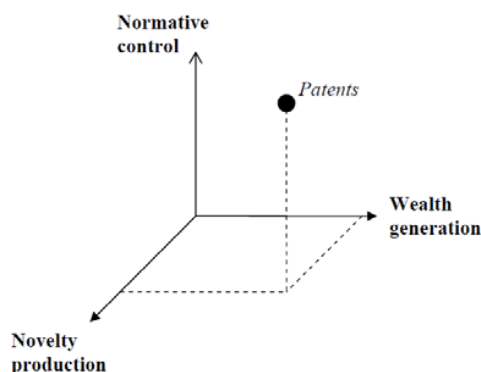 Normative
control
Patents
Wealth
generation
Novelty
production